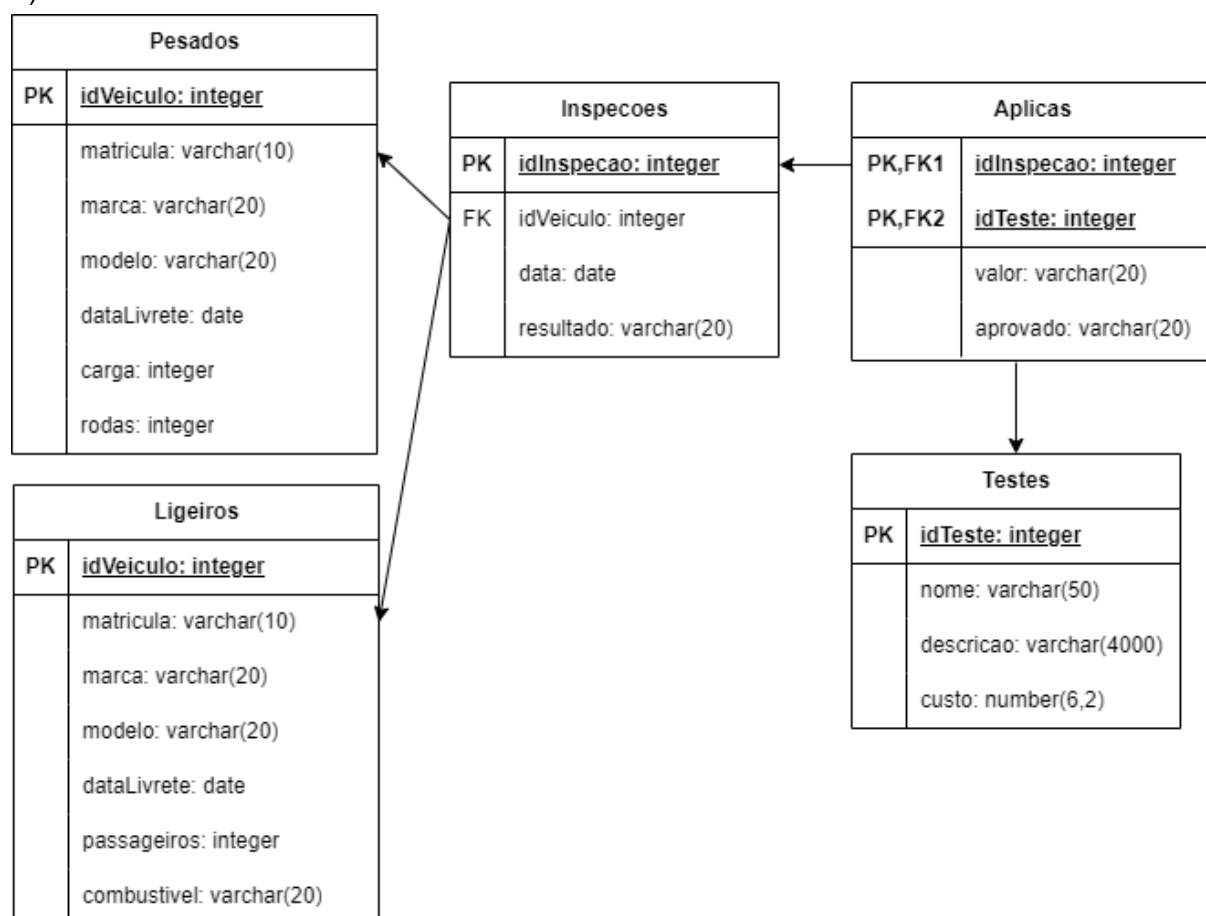 )
Pesados
PK idVeiculo: integer
matricula: varchar(10)
marca: varchar(20)
modelo: varchar(20)
dataLivrete: date
carga: integer
rodas: integer
Ligeiros
PK idVeiculo: integer
matricula: varchar(10)
marca: varchar(20)
modelo: varchar(20)
dataLivrete: date
passageiros: integer
combustivel: varchar(20)
Inspecoes
PK idInspecao: integer
FK idVeiculo: integer
data: date
resultado: varchar(20)
Aplicas
PK,FK1 idInspecao: integer
PK,FK2 idTeste: integer
valor: varchar(20)
aprovado: varchar(20)
Testes
PK idTeste: integer
nome: varchar(50)
descricao: varchar(4000)
custo: number(6,2)